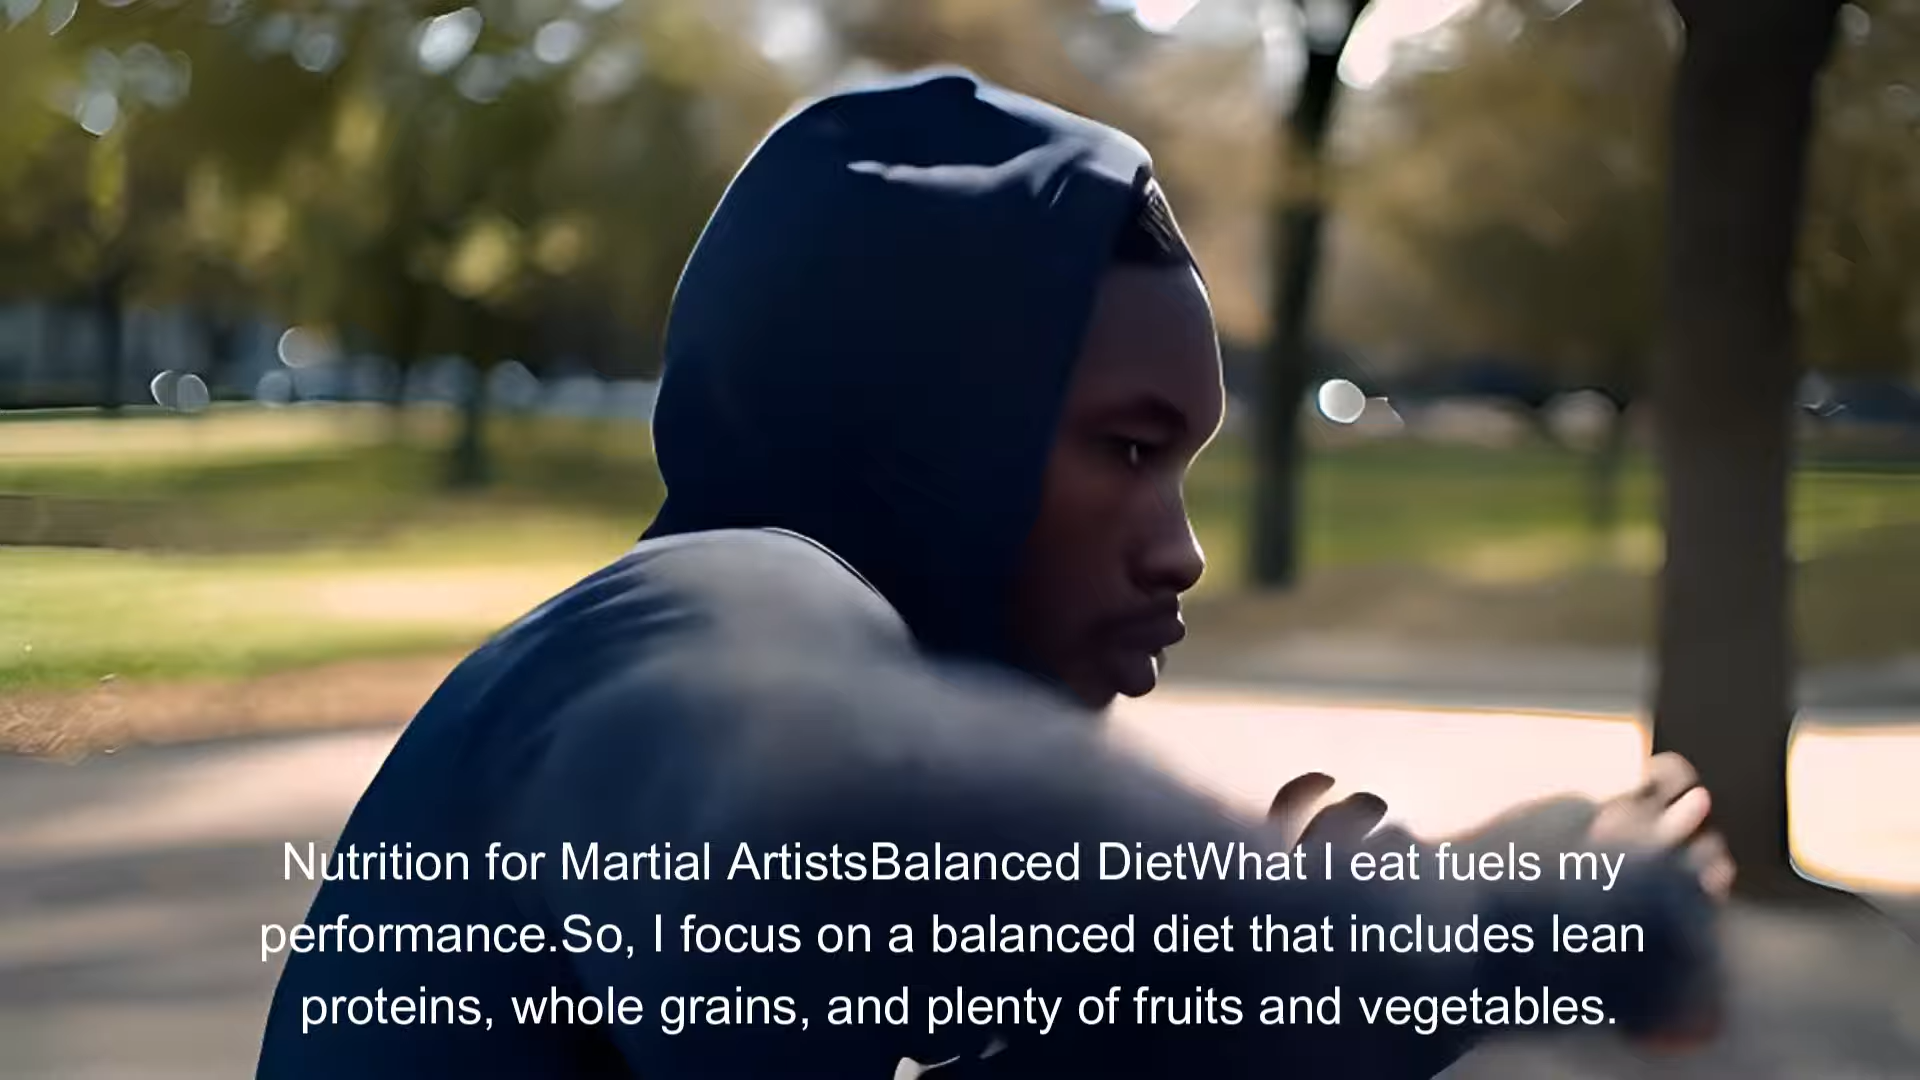 Nutrition for Martial ArtistsBalanced DietWhat I eat fuels my
performance.So, I focus on a balanced diet that includes lean
proteins, whole grains, and plenty of fruits and vegetables.